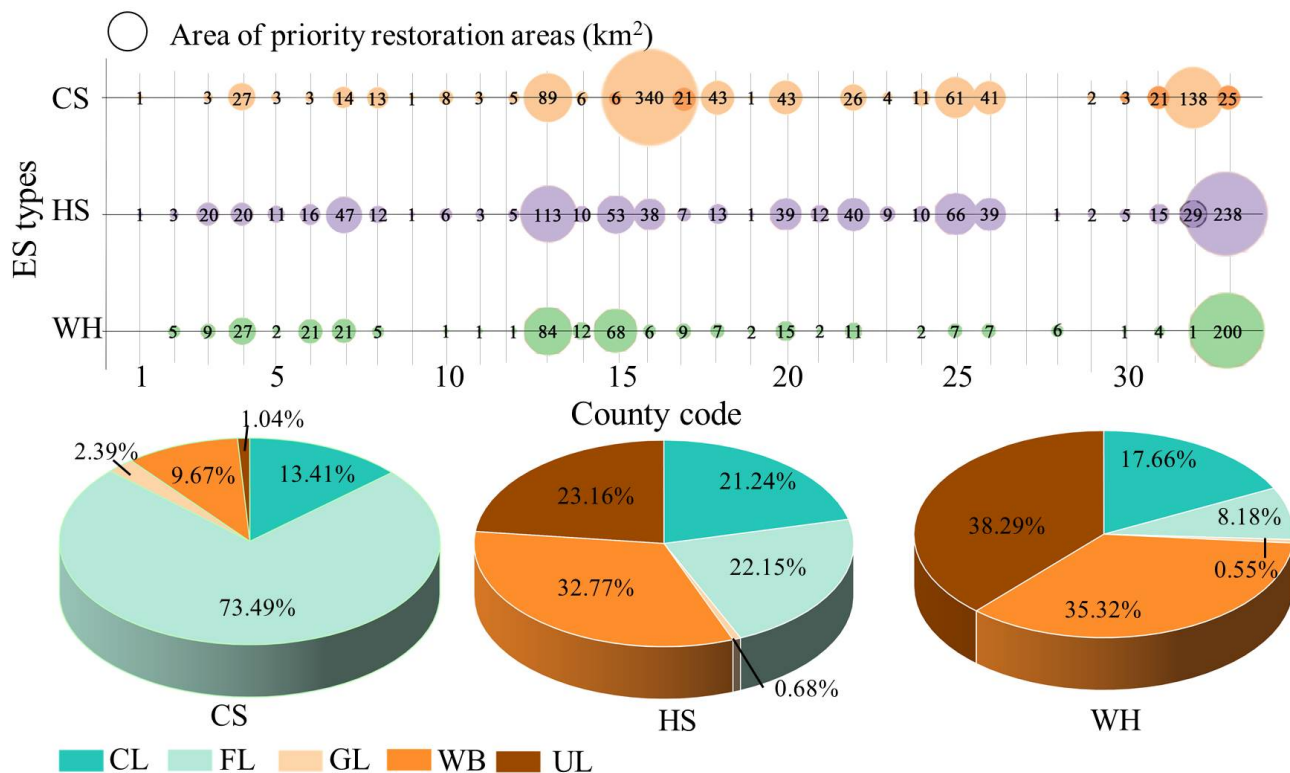 Area of priority restoration areas (km²)
ES types
CS 1 3 27 3 3 14 13 1 8 3 5 89 6 6 340 21 43 1 43 26 4 11 61 41 2 3 21 138 25
HS 1 3 20 20 11 16 47 12 1 6 3 5 113 10 53 38 7 13 1 39 12 40 9 10 66 39 1 2 5 15 29 238
WH 5 9 27 2 21 21 5 1 1 1 84 12 68 6 9 7 2 15 2 11 2 7 7 6 1 4 1 200
1 5 10 15 20 25 30
County code
1.04%
2.39%
9.67%
13.41%
73.49%
CS
23.16%
21.24%
22.15%
32.77%
0.68%
HS
17.66%
8.18%
38.29%
0.55%
35.32%
WH
CL FL GL WB UL